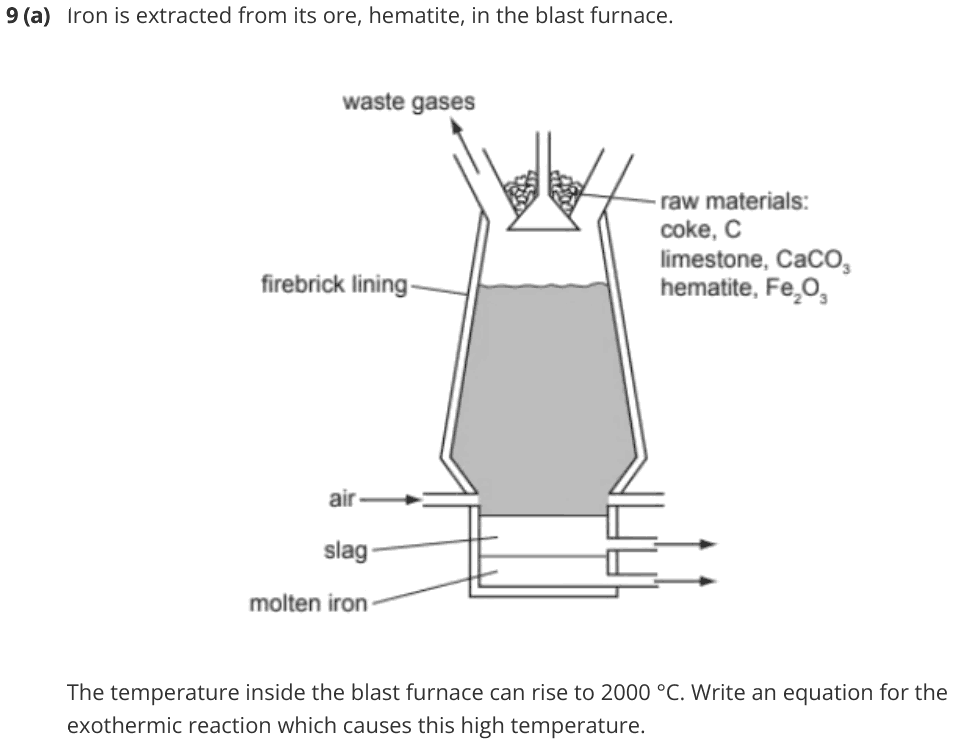 9 (a) Iron is extracted from its ore, hematite, in the blast furnace.
waste gases
raw materials:
coke, C
limestone, CaCO₃
hematite, Fe₂O₃
firebrick lining
air
slag
molten iron
The temperature inside the blast furnace can rise to 2000 °C. Write an equation for the
exothermic reaction which causes this high temperature.